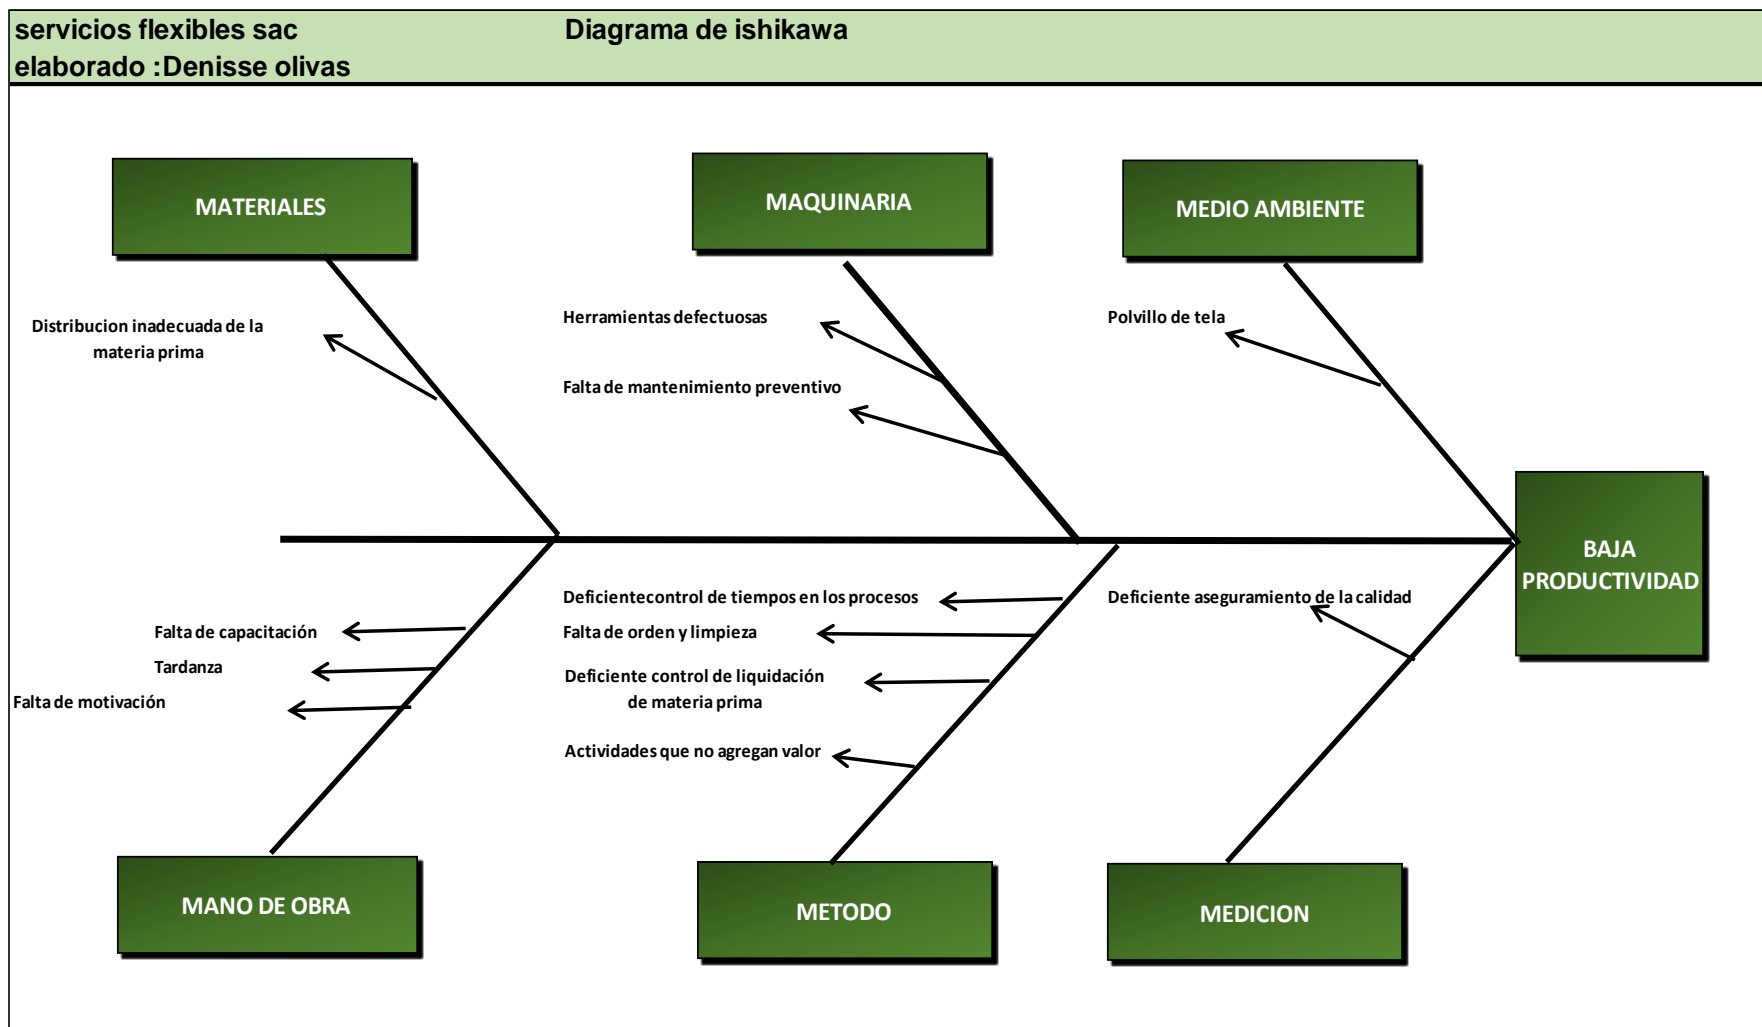 servicios flexibles sac
Diagrama de ishikawa
elaborado :Denisse olivas
MATERIALES
MAQUINARIA
MEDIO AMBIENTE
Distribucion inadecuada de la
materia prima
Herramientas defectuosas
Falta de mantenimiento preventivo
Polvillo de tela
BAJA
PRODUCTIVIDAD
Falta de capacitación
Tardanza
Falta de motivación
Deficientecontrol de tiempos en los procesos
Falta de orden y limpieza
Deficiente control de liquidación
de materia prima
Actividades que no agregan valor
Deficiente aseguramiento de la calidad
MANO DE OBRA
METODO
MEDICION